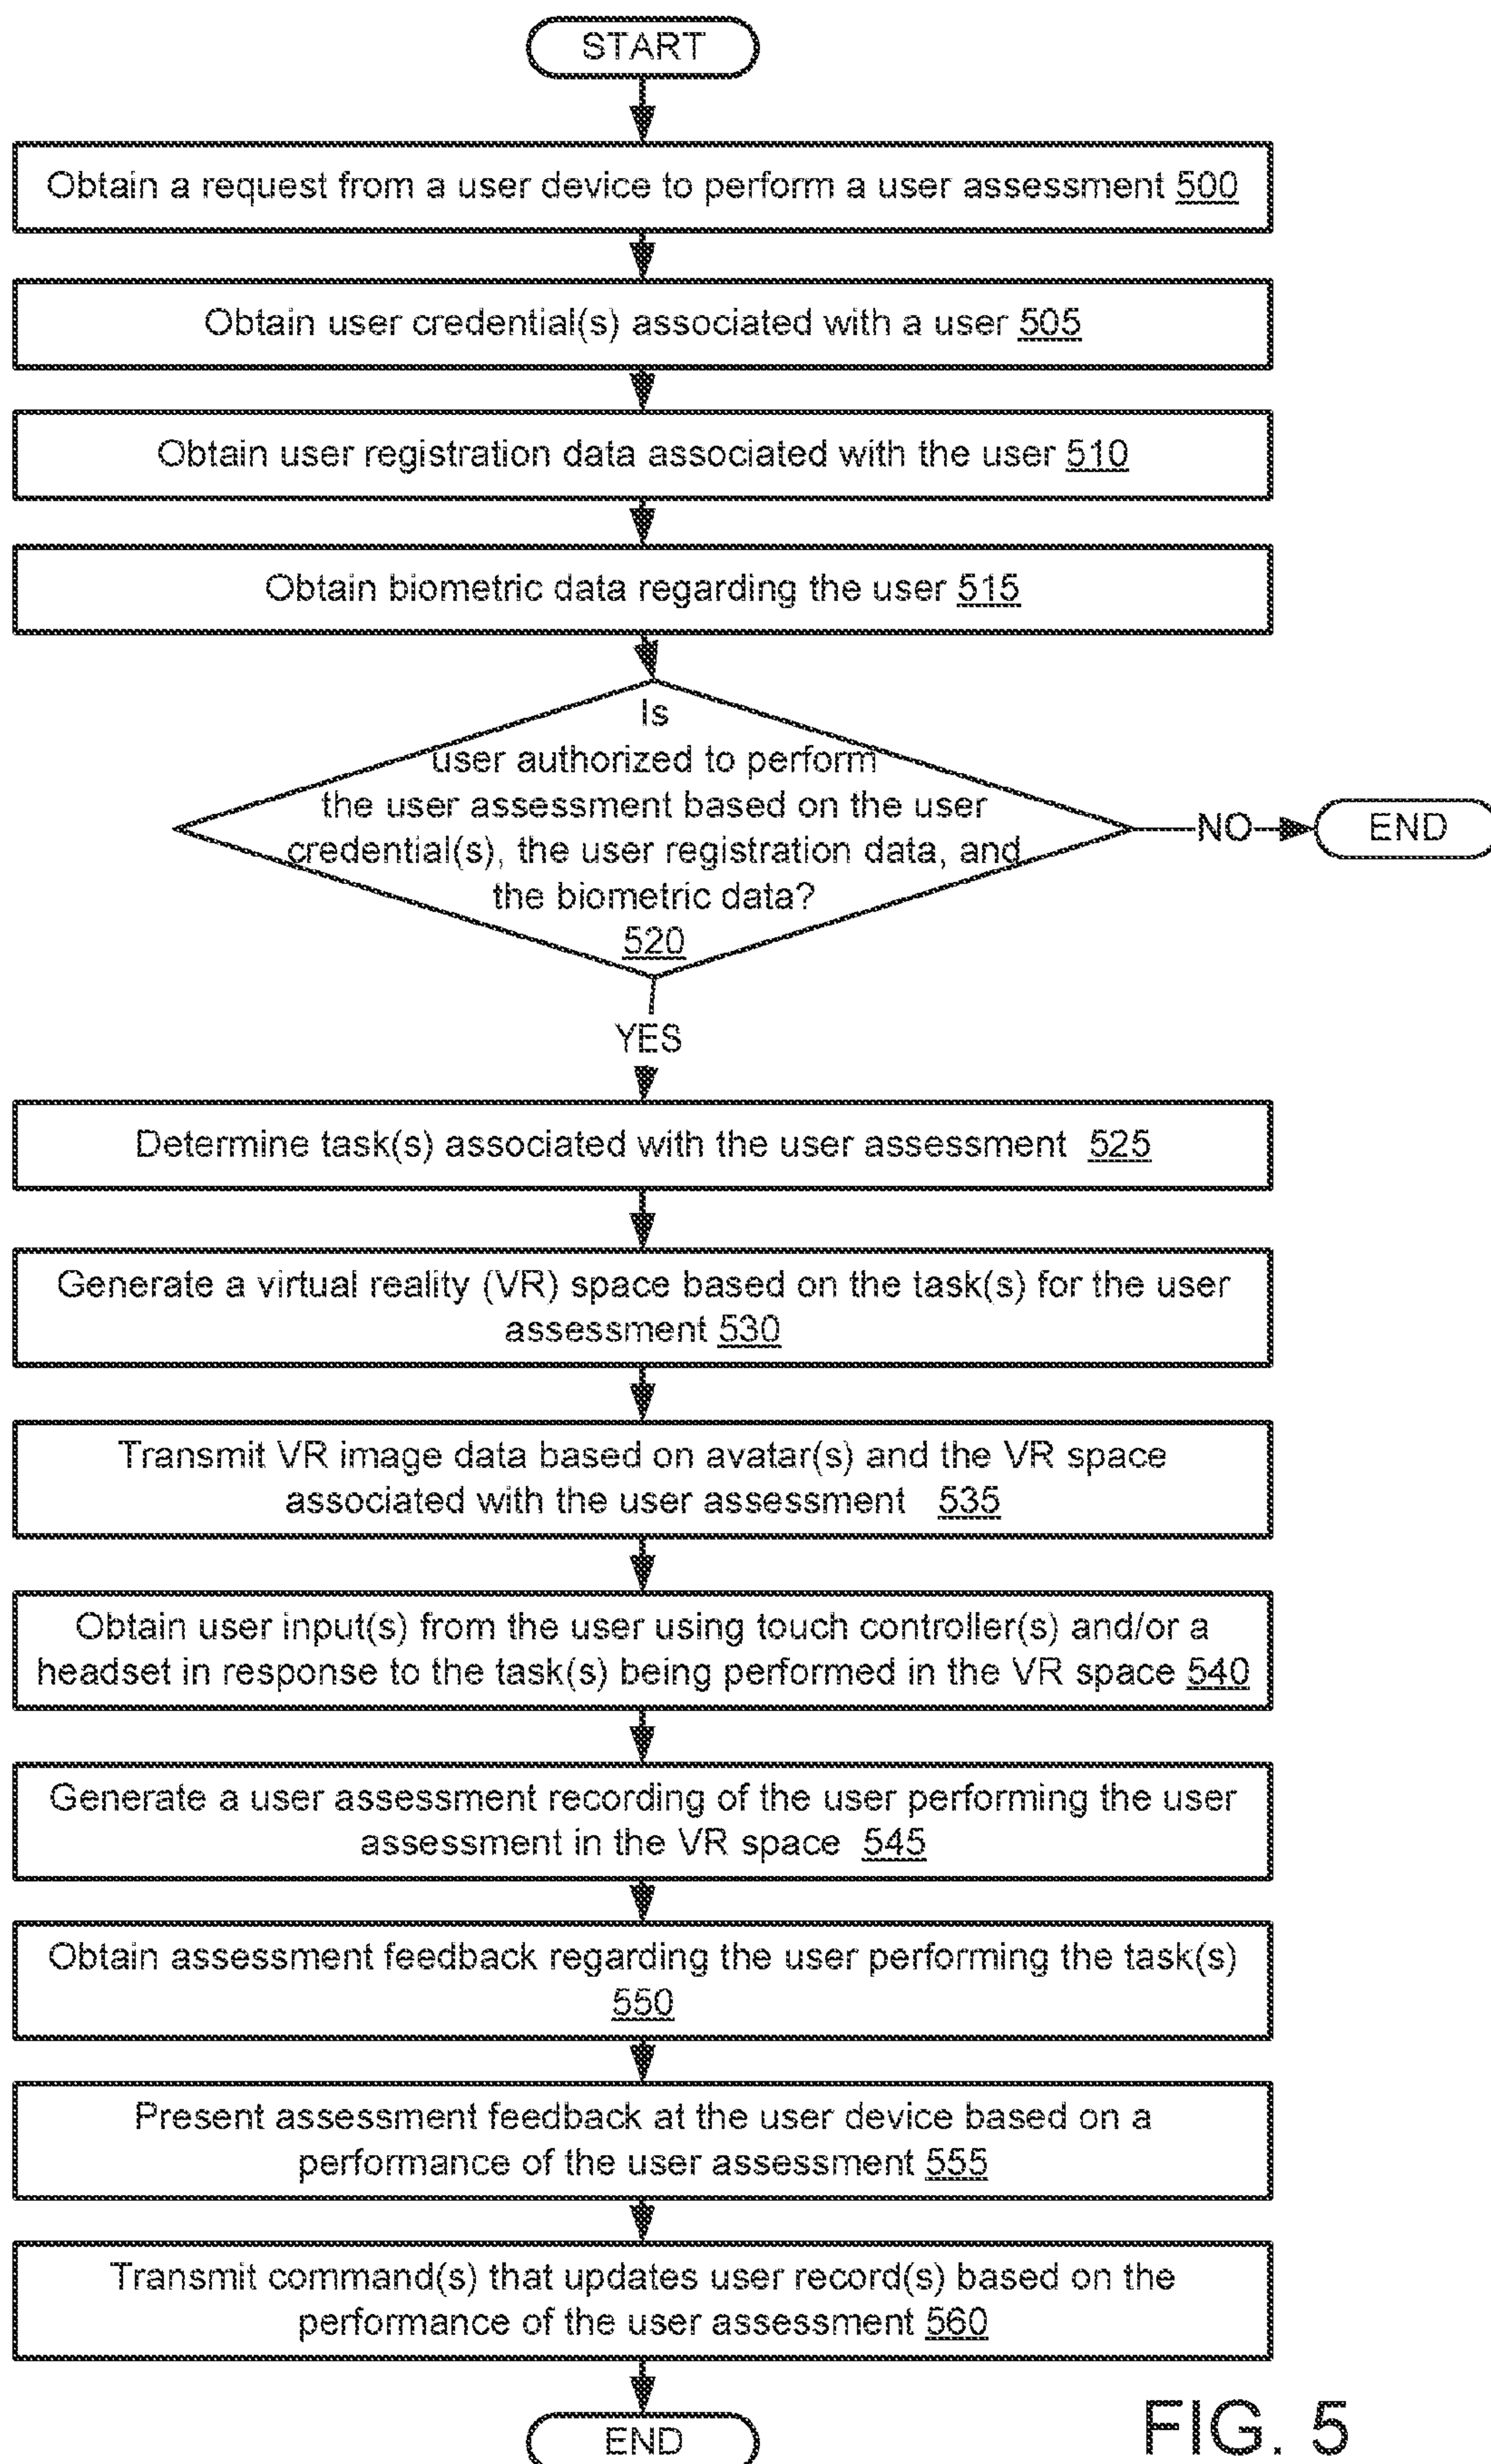 START
Obtain a request from a user device to perform a user assessment 500
Obtain user credential(s) associated with a user 505
Obtain user registration data associated with the user 510
Obtain biometric data regarding the user 515
Is
user authorized to perform
the user assessment based on the user
credential(s), the user registration data, and
the biometric data?
520
NO
END
YES
Determine task(s) associated with the user assessment 525
Generate a virtual reality (VR) space based on the task(s) for the user
assessment 530
Transmit VR image data based on avatar(s) and the VR space
associated with the user assessment 535
Obtain user input(s) from the user using touch controller(s) and/or a
headset in response to the task(s) being performed in the VR space 540
Generate a user assessment recording of the user performing the user
assessment in the VR space 545
Obtain assessment feedback regarding the user performing the task(s)
550
Present assessment feedback at the user device based on a
performance of the user assessment 555
Transmit command(s) that updates user record(s) based on the
performance of the user assessment 560
END
FIG. 5